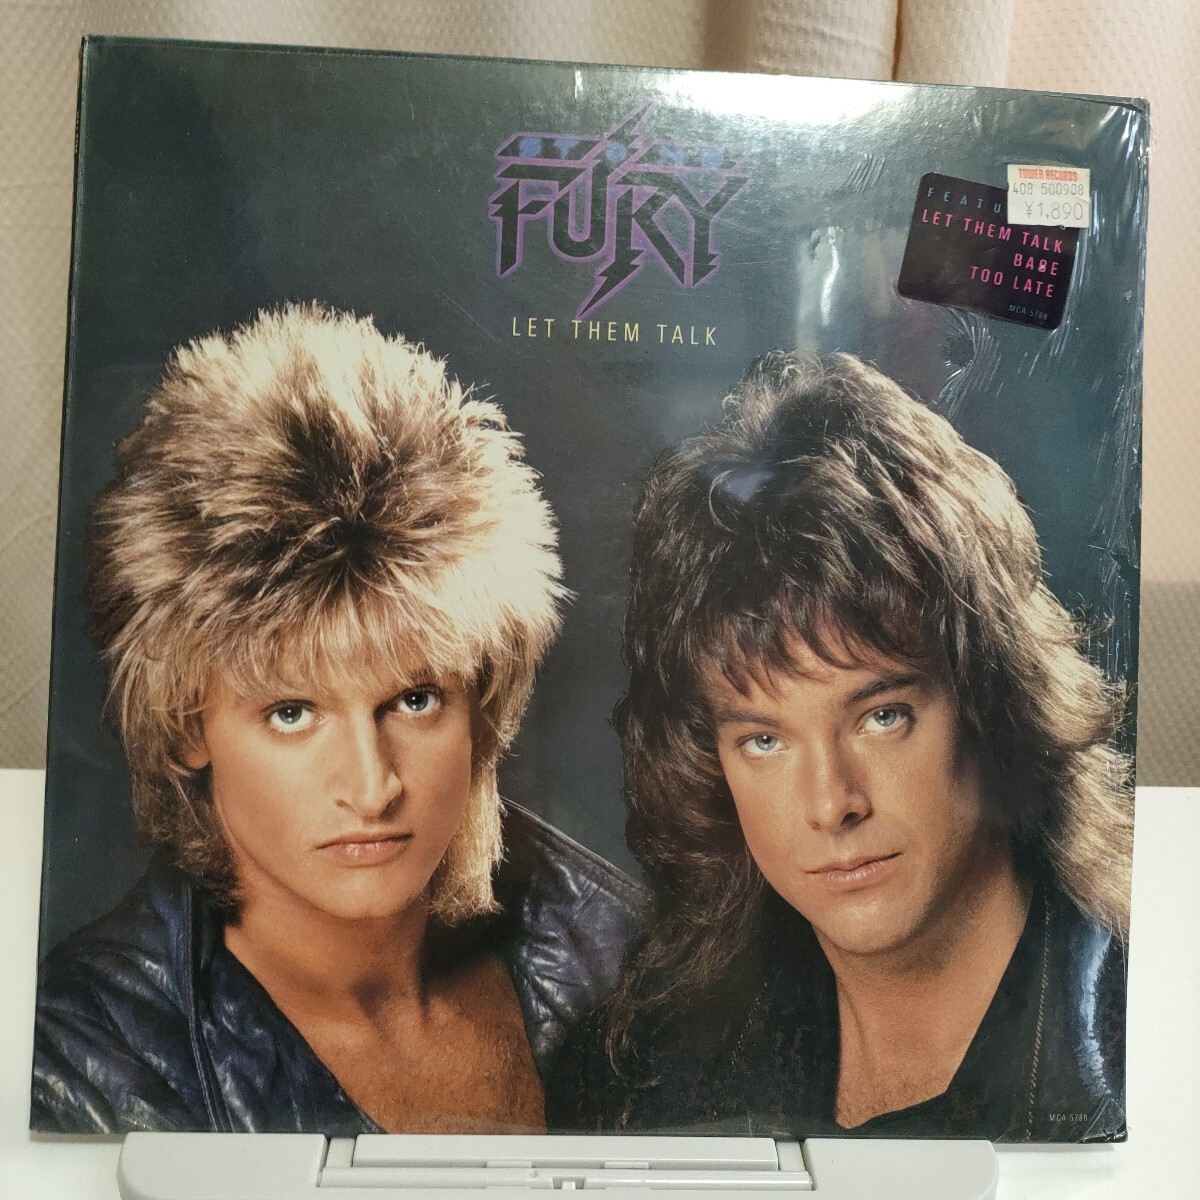 STONE
FURY
LET THEM TALK
TOWER RECORDS
408 500908
¥1,890
FEATU
LET THEM TALK
BABE
TOO LATE
MCA-5788
MCA-5788